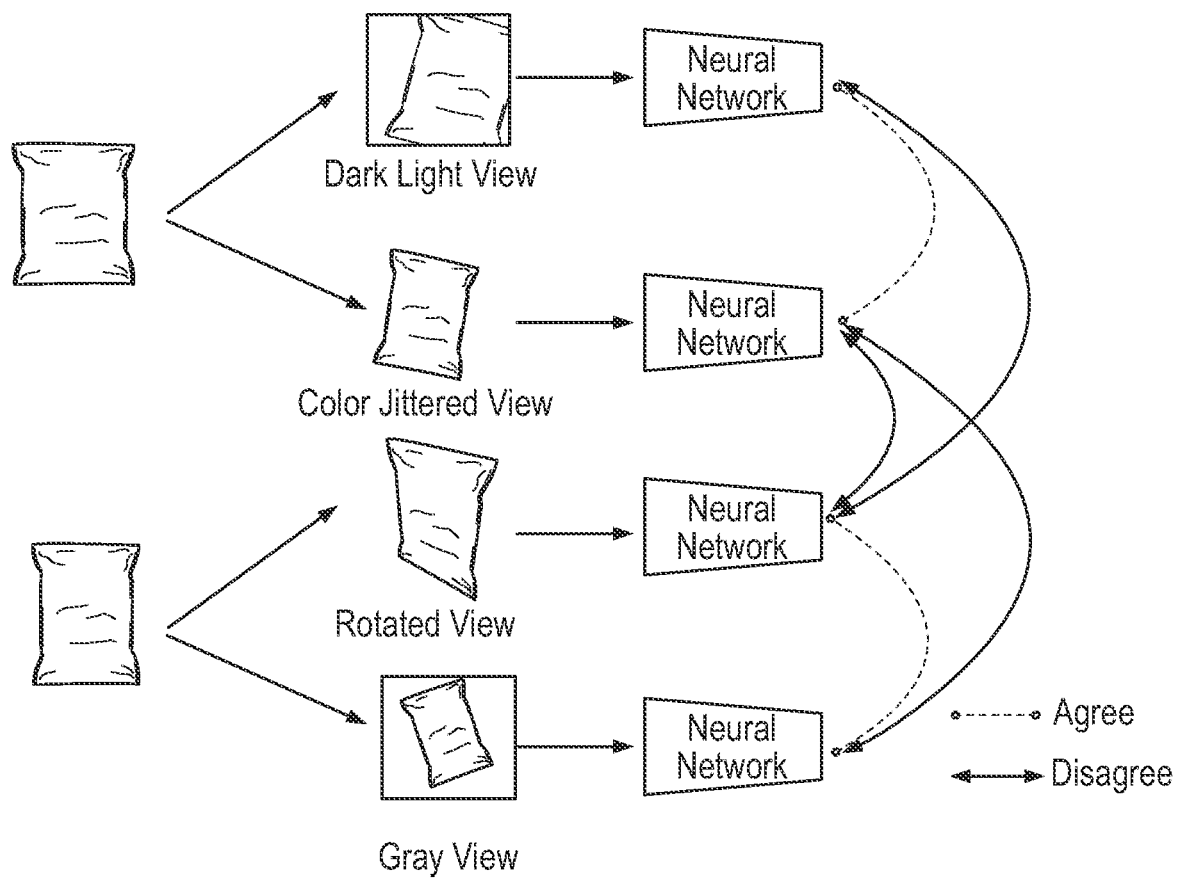 Neural
Network
Dark Light View
Neural
Network
Color Jittered View
Neural
Network
Rotated View
Neural
Network
Agree
Disagree
Gray View